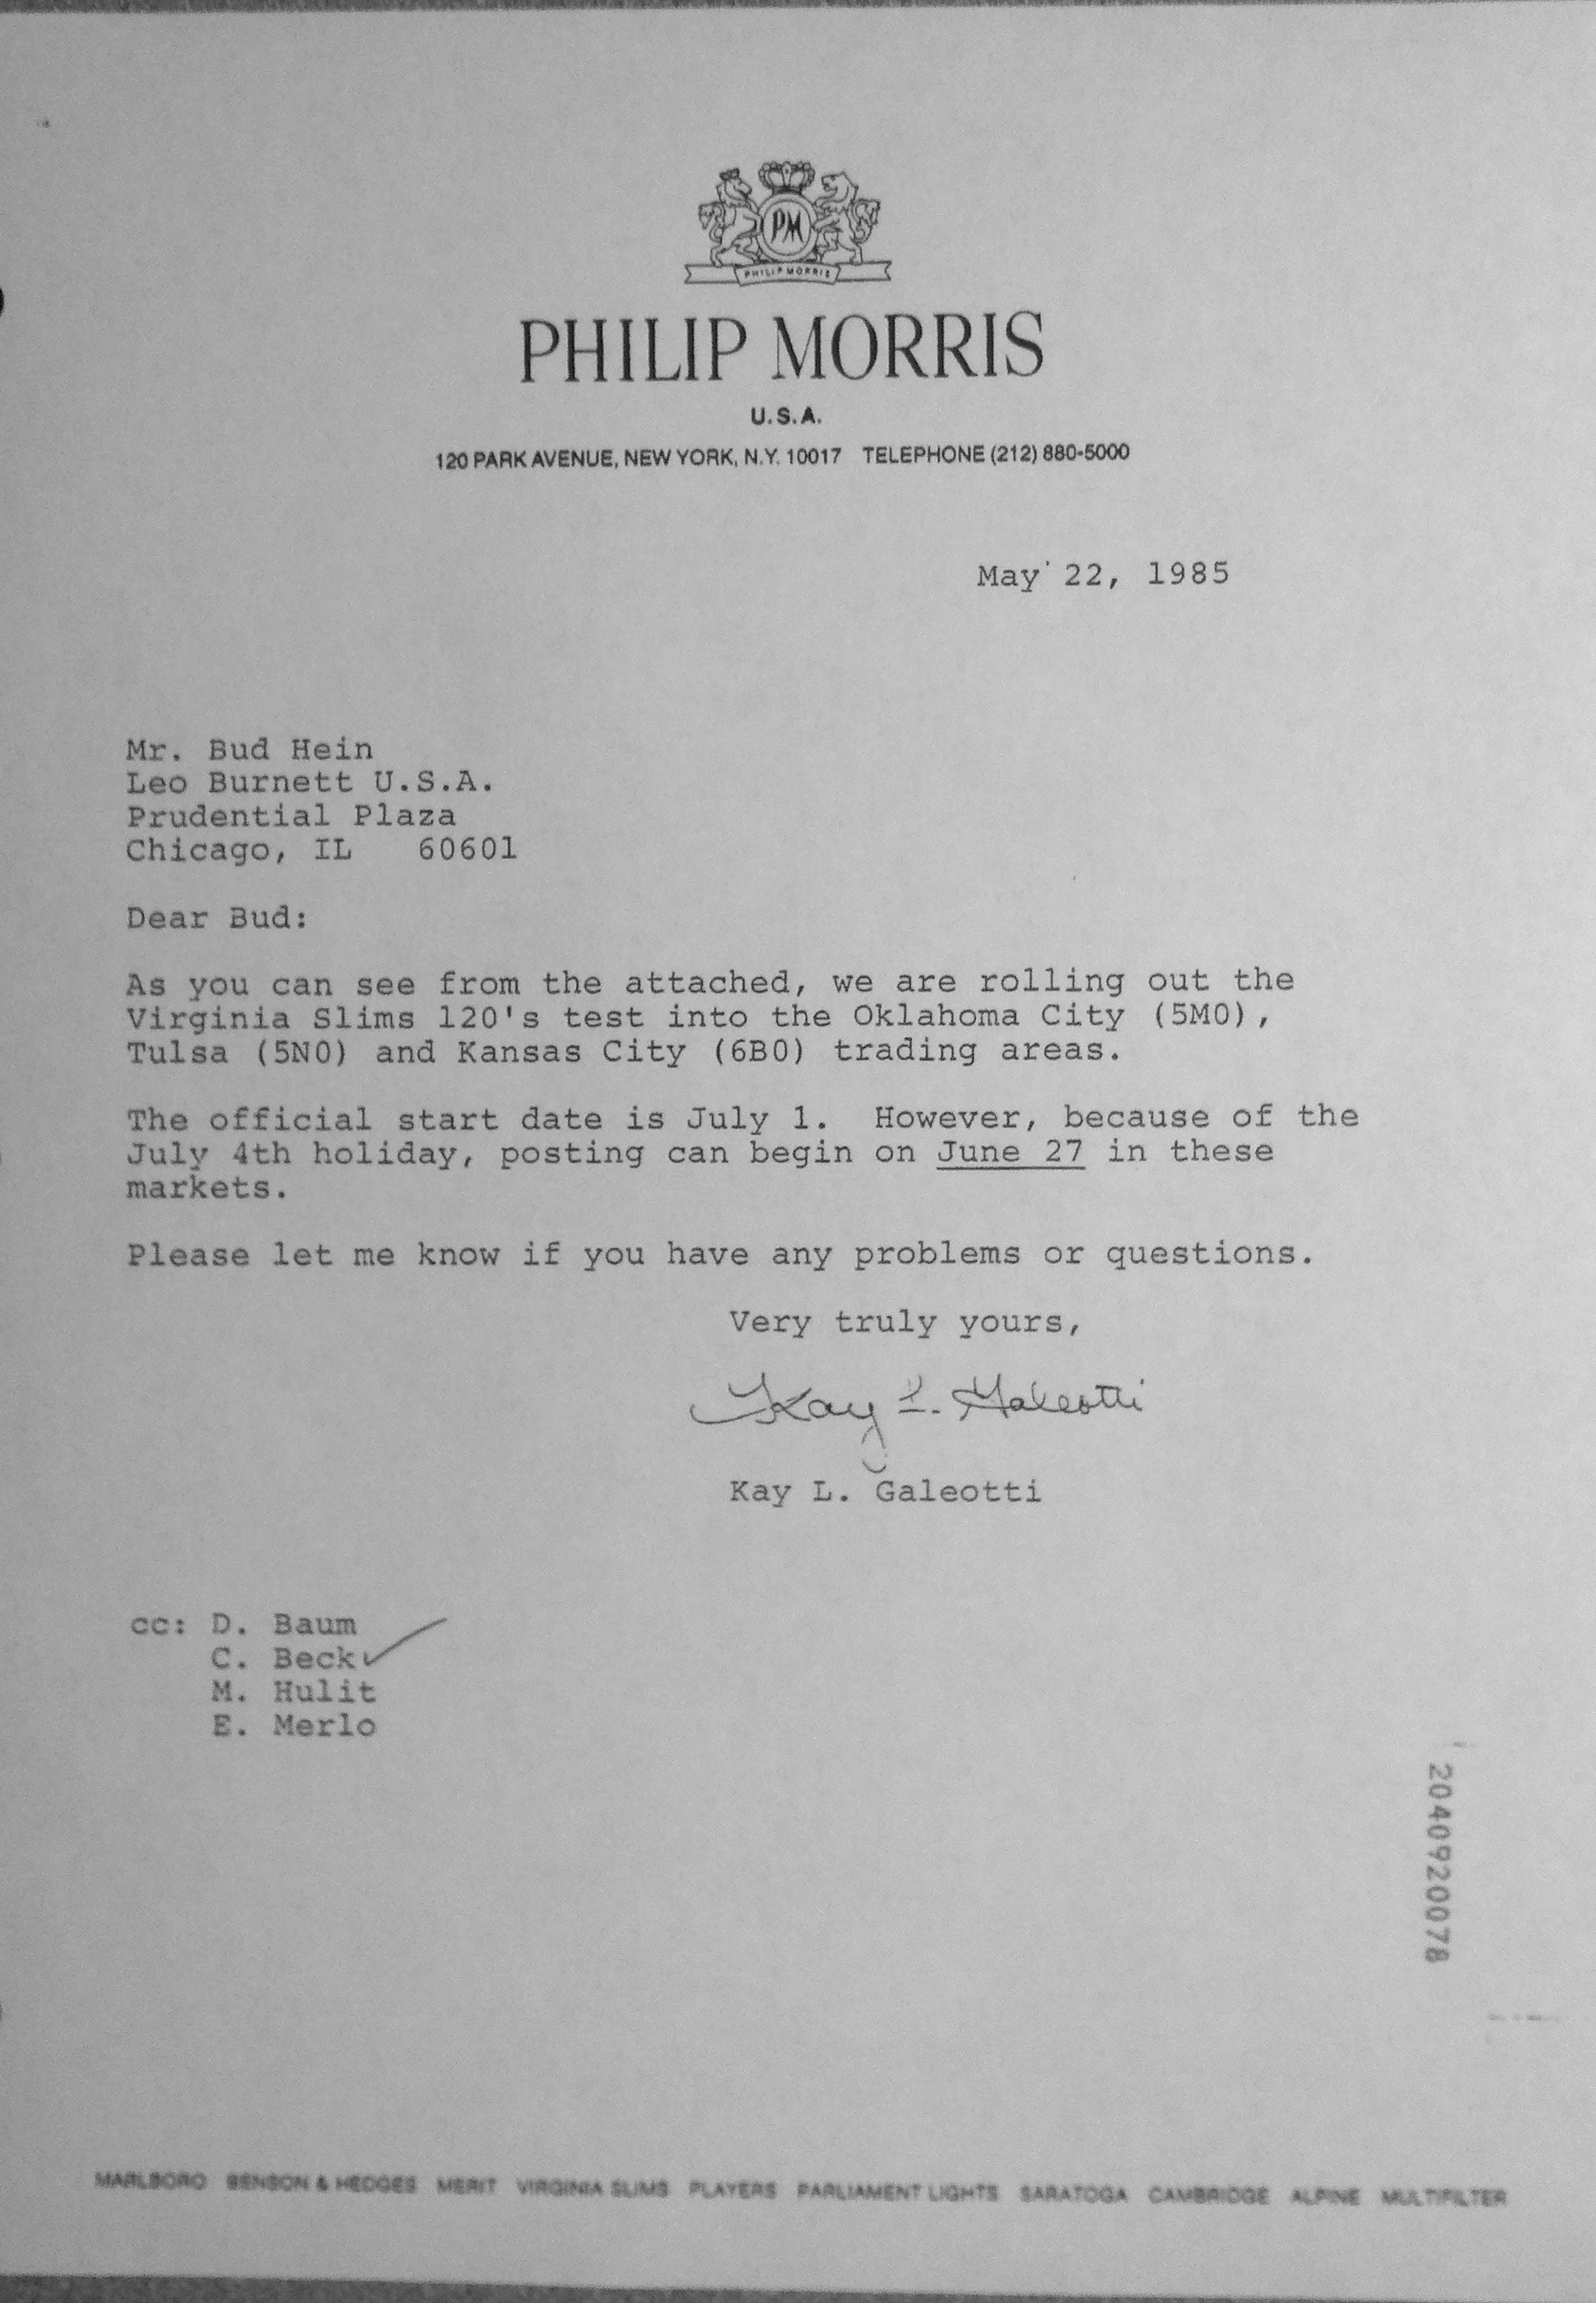 PM
PHILIP MORRIS
PHILIP MORRIS
U.S.A.
120 PARK AVENUE, NEW YORK, N.Y. 10017 TELEPHONE (212) 880-5000
May 22, 1985
Mr. Bud Hein
Leo Burnett U.S.A.
Prudential Plaza
Chicago, IL 60601
Dear Bud:
As you can see from the attached, we are rolling out the
Virginia Slims 120's test into the Oklahoma City (5M0),
Tulsa (5N0) and Kansas City (6B0) trading areas.
The official start date is July 1. However, because of the
July 4th holiday, posting can begin on June 27 in these
markets.
Please let me know if you have any problems or questions.
Very truly yours,
Kay L. Galeotti
Kay L. Galeotti
cc: D. Baum
C. Beck
M. Hulit
E. Merlo
2040920078
MARLBORO BENSON & HEDGES MERIT VIRGINIA SLIMS PLAYERS PARLIAMENT LIGHTS SARATOGA CAMBRIDGE ALPINE MULTIFILTER